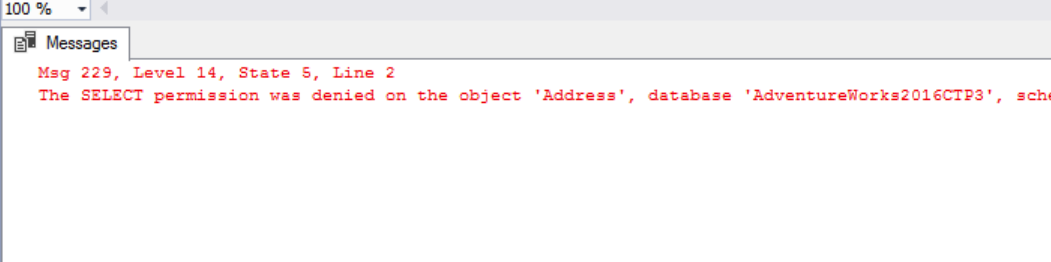 100 %
Messages
Msg 229, Level 14, State 5, Line 2
The SELECT permission was denied on the object 'Address', database 'AdventureWorks2016CTP3',